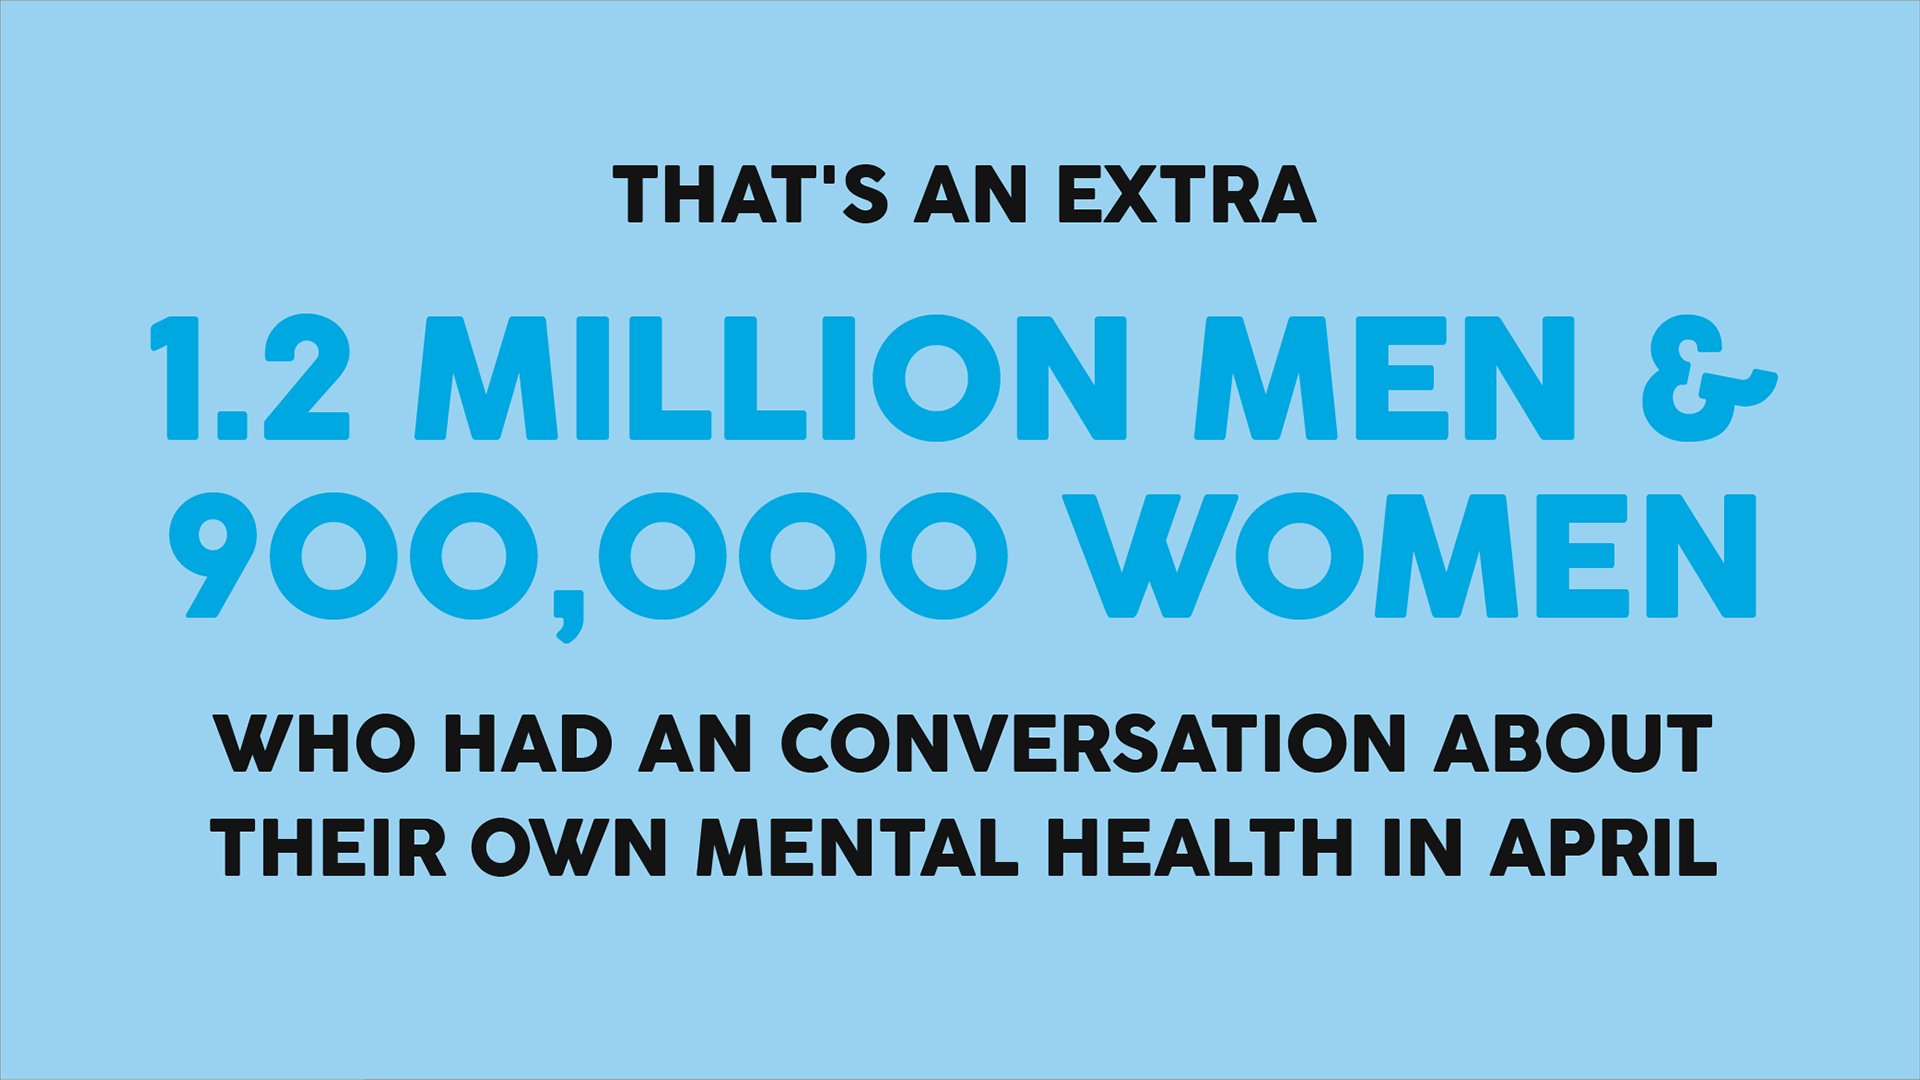 THAT'S AN EXTRA
1.2 MILLION MEN &
900,000 WOMEN
WHO HAD AN CONVERSATION ABOUT
THEIR OWN MENTAL HEALTH IN APRIL